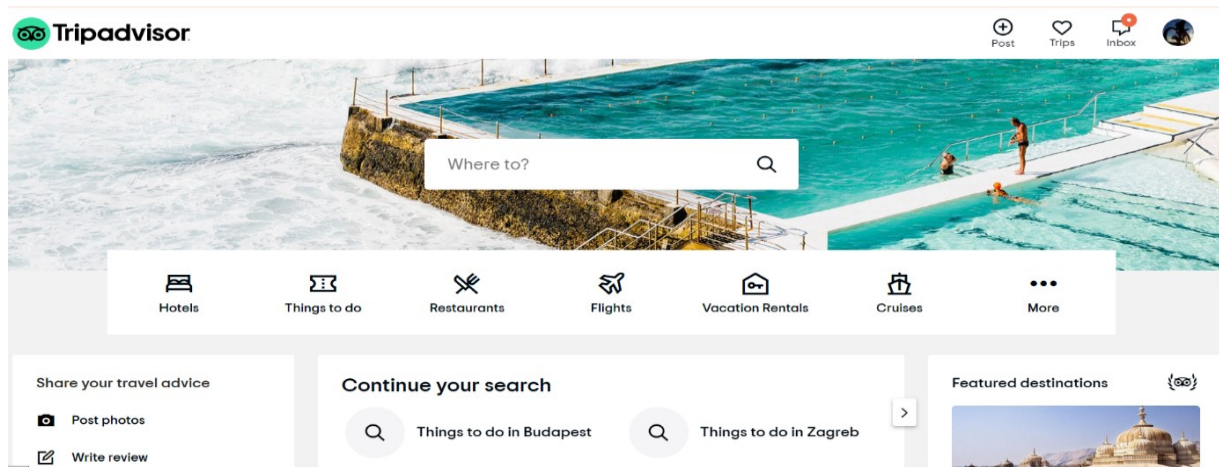 Tripadvisor
Post
Trips
Inbox
Where to?
Hotels
Things to do
Restaurants
Flights
Vacation Rentals
Cruises
More
Share your travel advice
Post photos
Write review
Continue your search
Things to do in Budapest
Things to do in Zagreb
Featured destinations